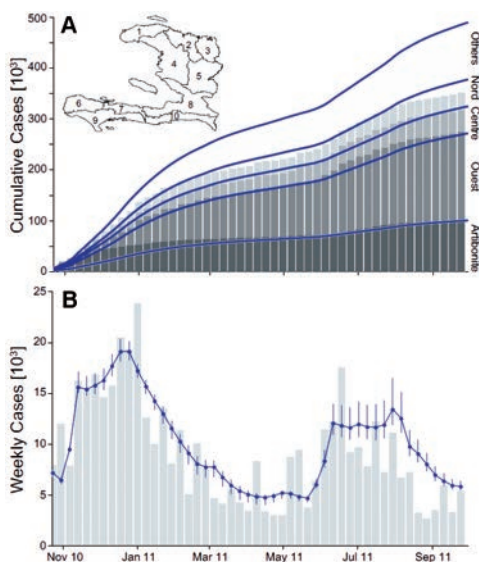 A
Cumulative Cases [10³]
500
400
300
200
100
0
1
2
3
4
5
6
7
8
9
10
Others
Nord
Centre
Ouest
Artibonite
B
Weekly Cases [10³]
25
20
15
10
5
0
Nov 10
Jan 11
Mar 11
May 11
Jul 11
Sep 11